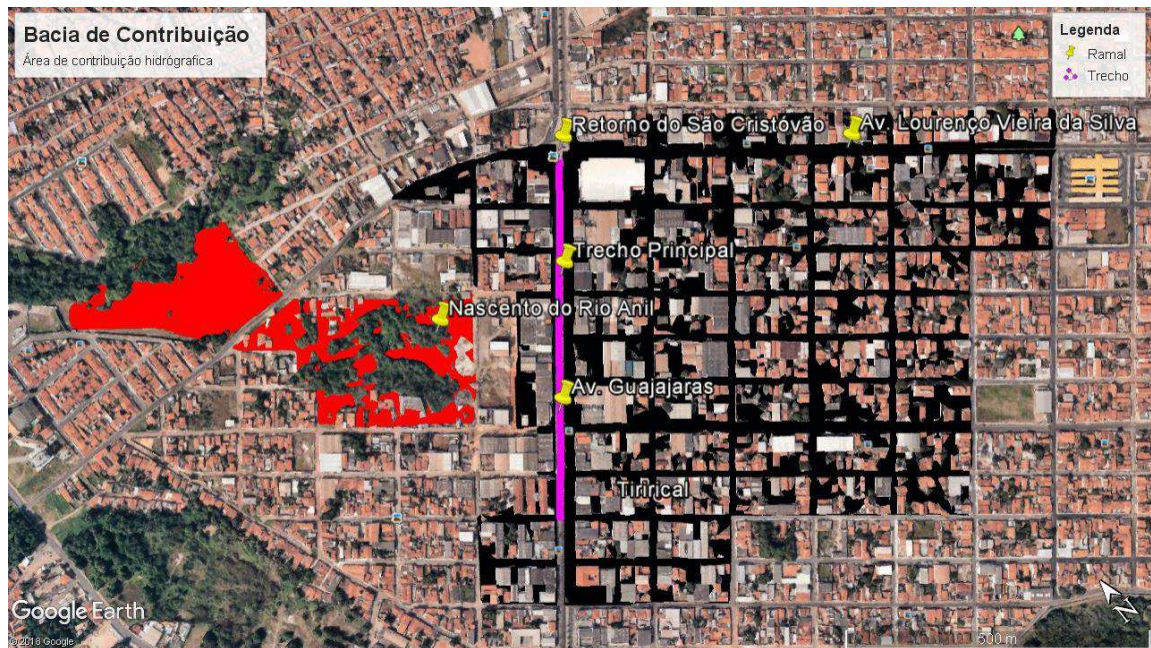 Bacia de Contribuição
Área de contribuição hidrógrafica
Legenda
Ramal
Trecho
Retorno do São Cristóvão
Av. Lourenço Vieira da Silva
Trecho Principal
Nascento do Rio Anil
Av. Guajajaras
Tirirical
Google Earth
©2018 Google
500 m
N